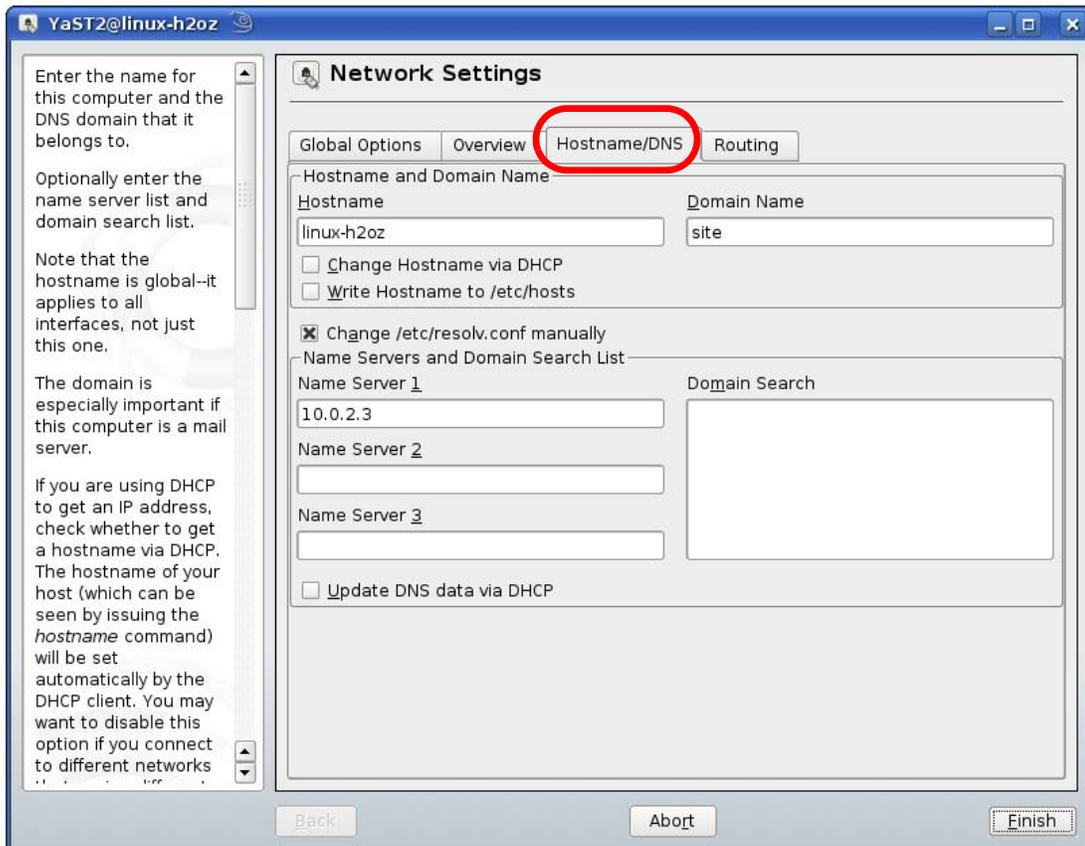 YaST2@linux-h2oz
Enter the name for
this computer and the
DNS domain that it
belongs to.
Optionally enter the
name server list and
domain search list.
Note that the
hostname is global--it
applies to all
interfaces, not just
this one.
The domain is
especially important if
this computer is a mail
server.
If you are using DHCP
to get an IP address,
check whether to get
a hostname via DHCP.
The hostname of your
host (which can be
seen by issuing the
hostname command)
will be set
automatically by the
DHCP client. You may
want to disable this
option if you connect
to different networks
Network Settings
Global Options
Overview
Hostname/DNS
Routing
Hostname and Domain Name
Hostname
Domain Name
linux-h2oz
site
Change Hostname via DHCP
Write Hostname to /etc/hosts
Change /etc/resolv.conf manually
Name Servers and Domain Search List
Name Server 1
Domain Search
10.0.2.3
Name Server 2
Name Server 3
Update DNS data via DHCP
Back
Abort
Finish